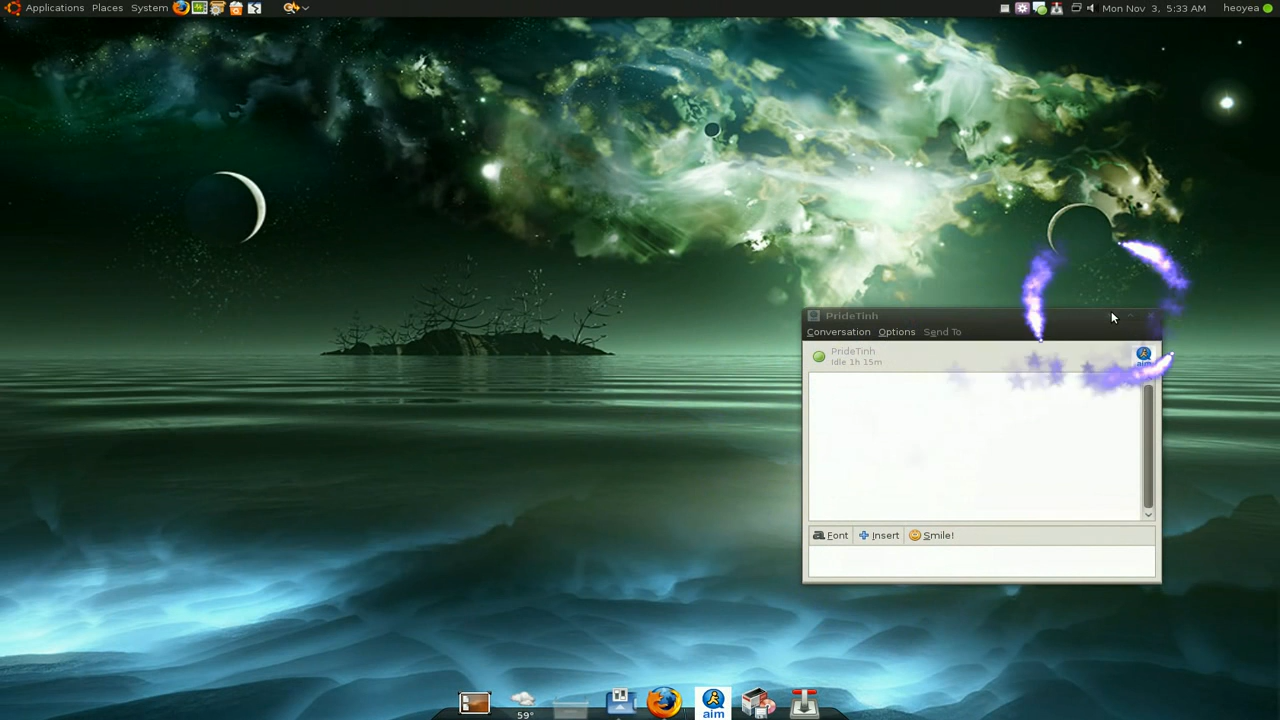 Applications Places System
Mon Nov 3, 5:33 AM heoyea
PrideTinh
Conversation Options Send To
PrideTinh
Idle 1h 15m
aim
Font Insert Smile!
59°
aim